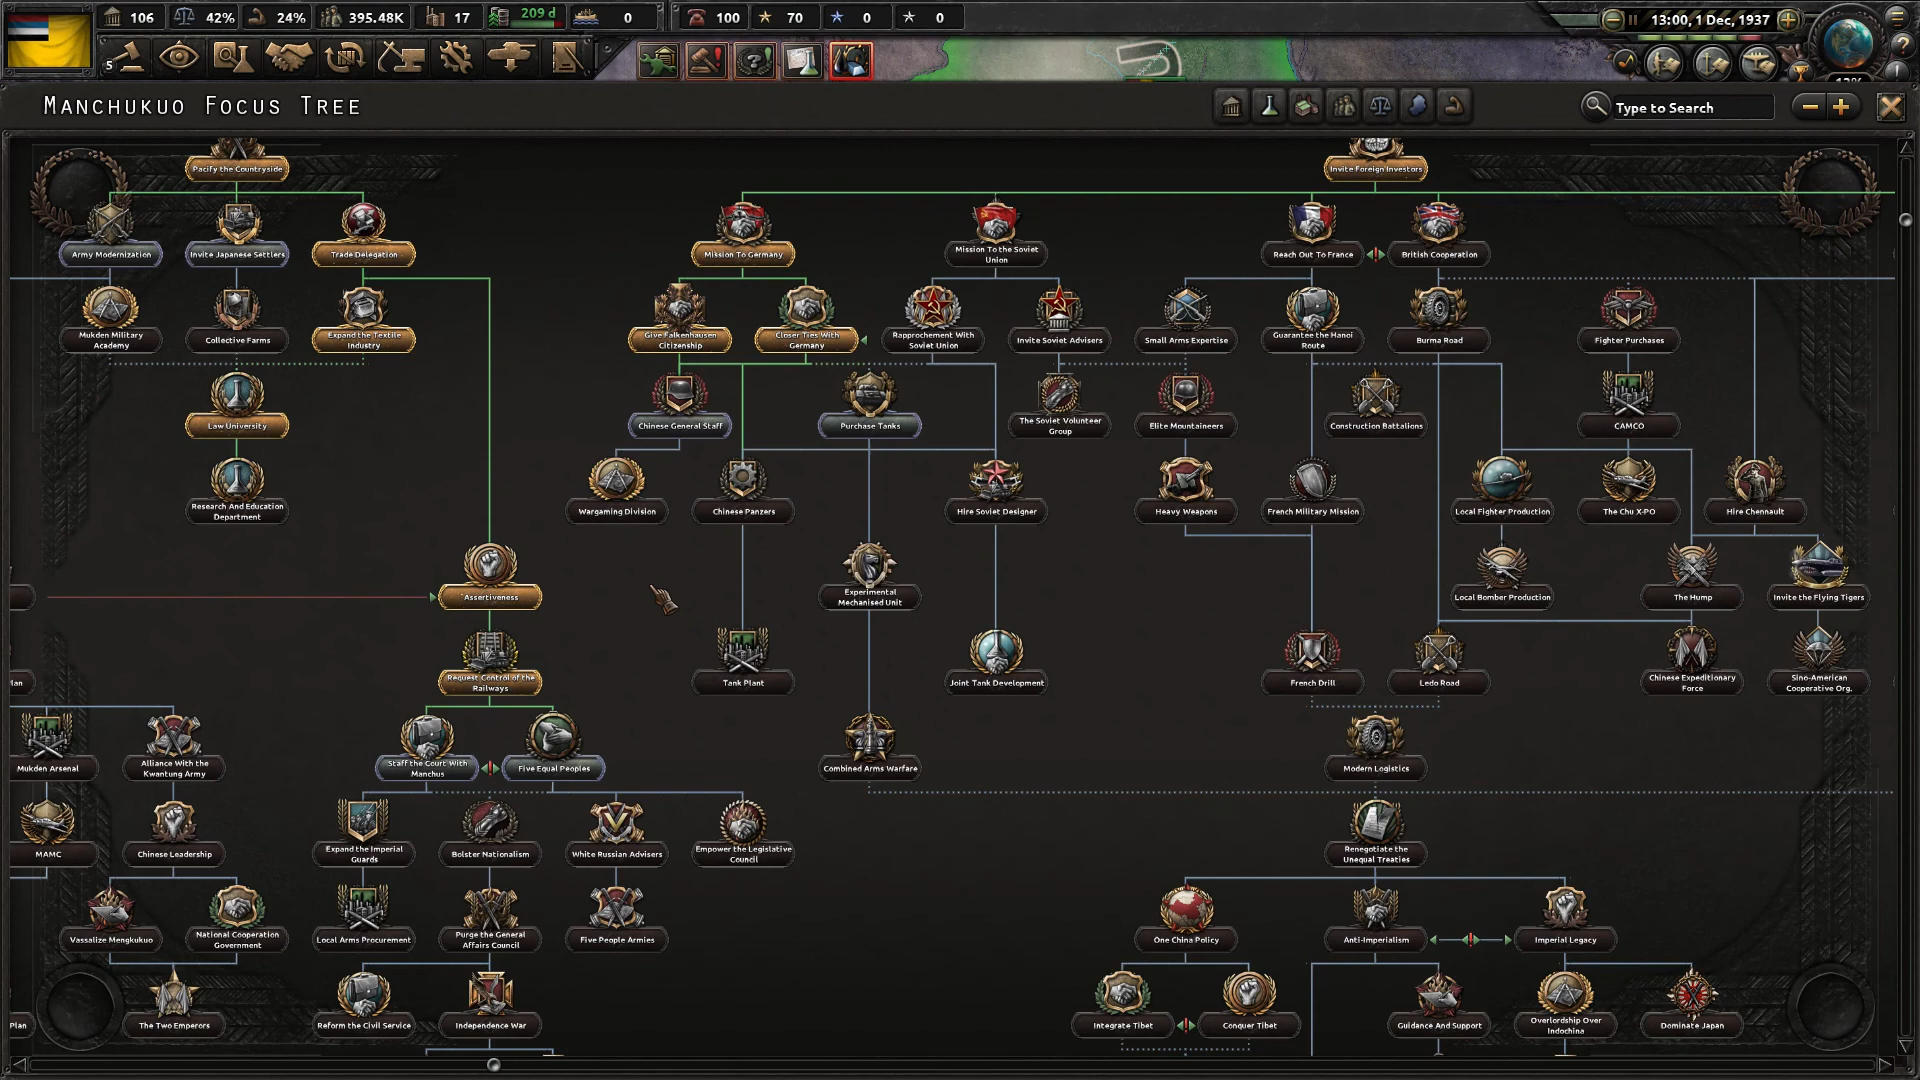 106
42%
24%
395.48K
17
209 d
0
100
70
0
0
13:00, 1 Dec, 1937
5
Manchukuo Focus Tree
Type to Search
Pacify the Countryside
Invite Foreign Investors
Army Modernization
Invite Japanese Settlers
Trade Delegation
Mission To Germany
Mission To the Soviet
Union
Reach Out To France
British Cooperation
Mukden Military
Academy
Collective Farms
Expand the Textile
Industry
Give Falkenhausen
Citizenship
Closer Ties With
Germany
Rapprochement With
Soviet Union
Invite Soviet Advisers
Small Arms Expertise
Guarantee the Hanoi
Route
Burma Road
Fighter Purchases
Law University
Chinese General Staff
Purchase Tanks
The Soviet Volunteer
Group
Elite Mountaineers
Construction Battalions
CAMCO
Research And Education
Department
Wargaming Division
Chinese Panzers
Hire Soviet Designer
Heavy Weapons
French Military Mission
Local Fighter Production
The Chu X-PO
Hire Chennault
Assertiveness
Experimental
Mechanised Unit
Local Bomber Production
The Hump
Invite the Flying Tigers
lan
Request Control of the
Railways
Tank Plant
Joint Tank Development
French Drill
Ledo Road
Chinese Expeditionary
Force
Sino-American
Cooperative Org.
Mukden Arsenal
Alliance With the
Kwantung Army
Staff the Court With
Manchus
Five Equal Peoples
Combined Arms Warfare
Modern Logistics
MAMC
Chinese Leadership
Expand the Imperial
Guards
Bolster Nationalism
White Russian Advisers
Empower the Legislative
Council
Renegotiate the
Unequal Treaties
Vassalize Mengkukuo
National Cooperation
Government
Local Arms Procurement
Purge the General
Affairs Council
Five People Armies
One China Policy
Anti-Imperialism
Imperial Legacy
Plan
The Two Emperors
Reform the Civil Service
Independence War
Integrate Tibet
Conquer Tibet
Guidance And Support
Overlordship Over
Indochina
Dominate Japan